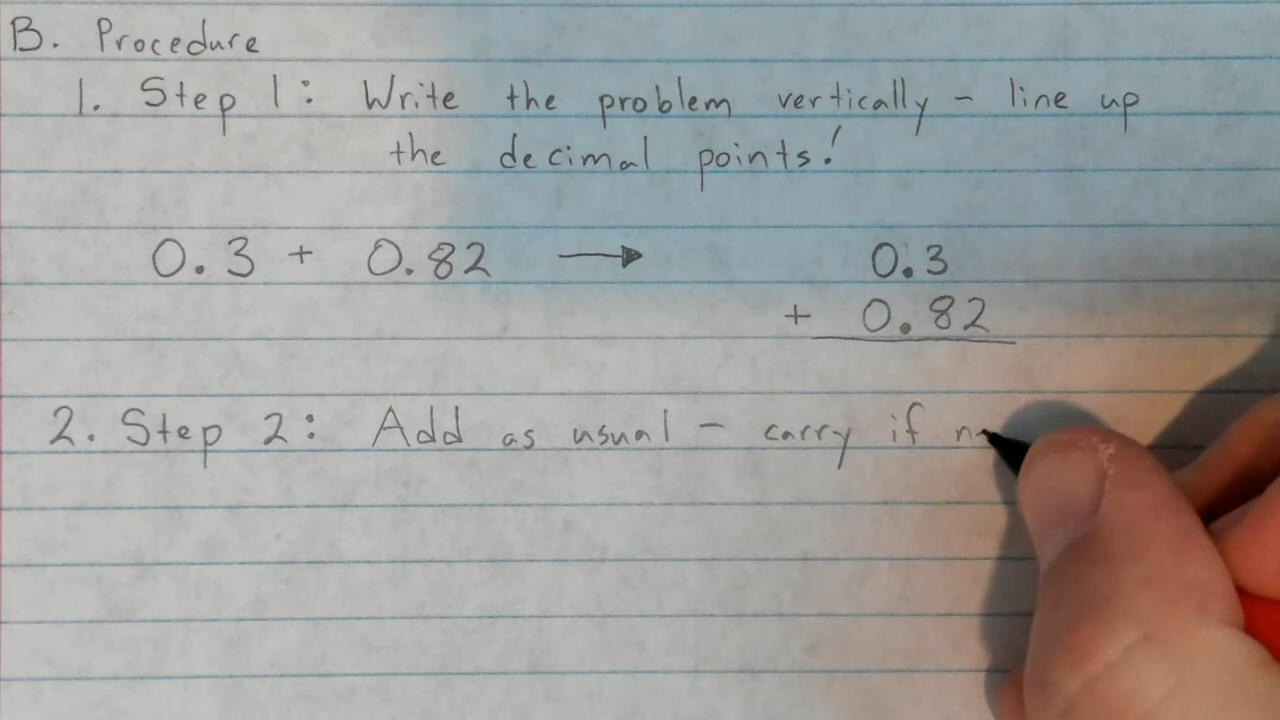 B. Procedure
1. Step 1: Write the problem vertically - line up
the decimal points!
0.3 + 0.82 → 0.3
+ 0.82
2. Step 2: Add as usual - carry if